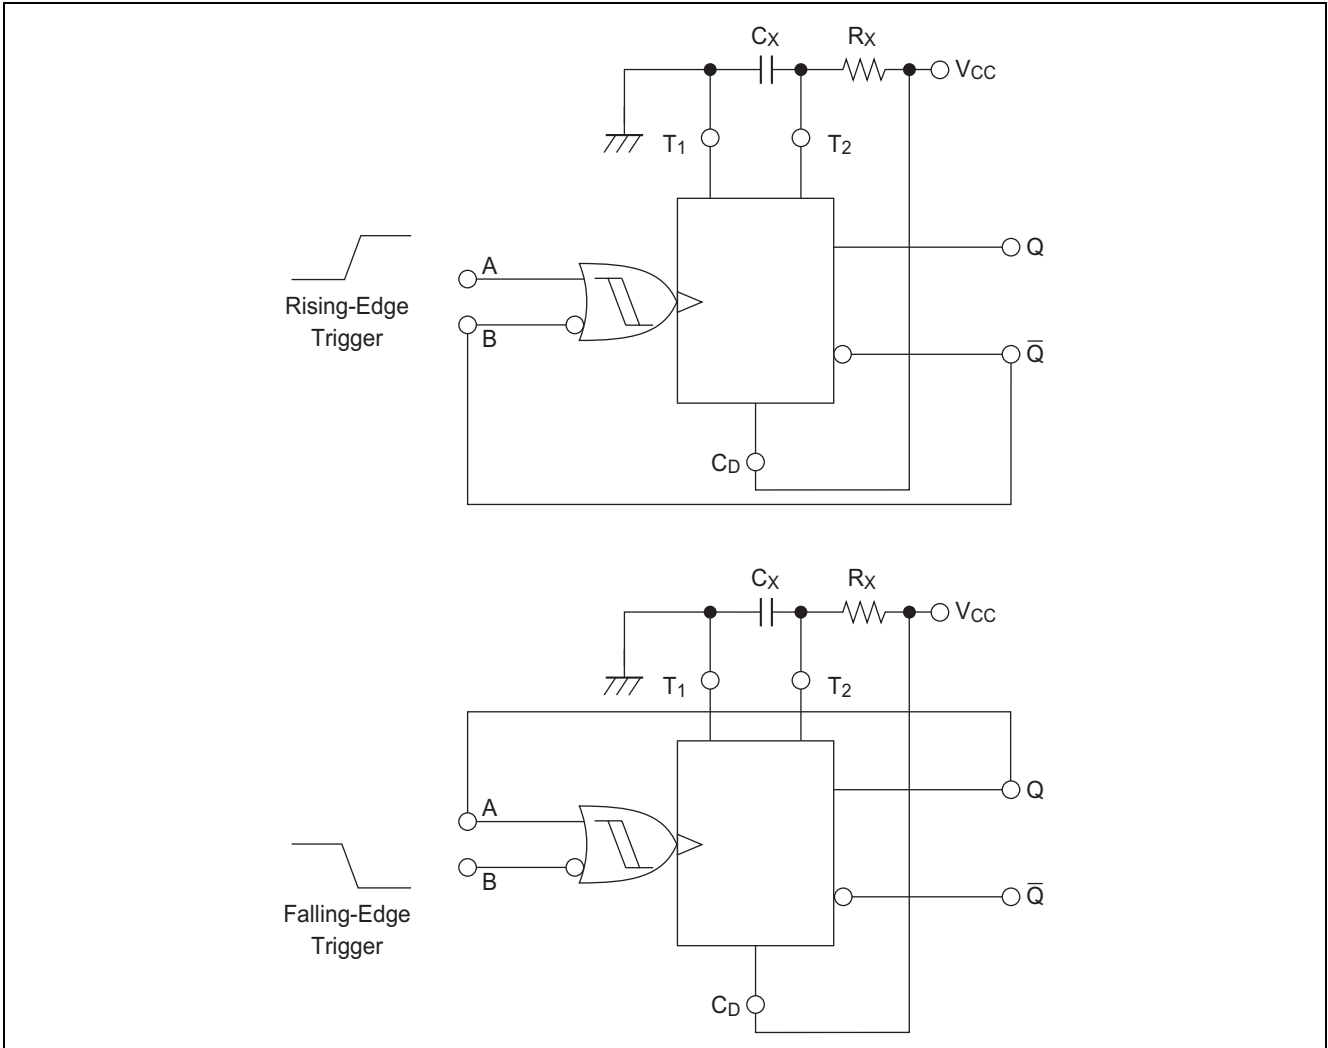 CX RX
VCC
T1 T2
Q
A
Rising-Edge
Trigger
B
Q̅
CD
CX RX
VCC
T1 T2
Q
A
B
Q̅
Falling-Edge
Trigger
CD